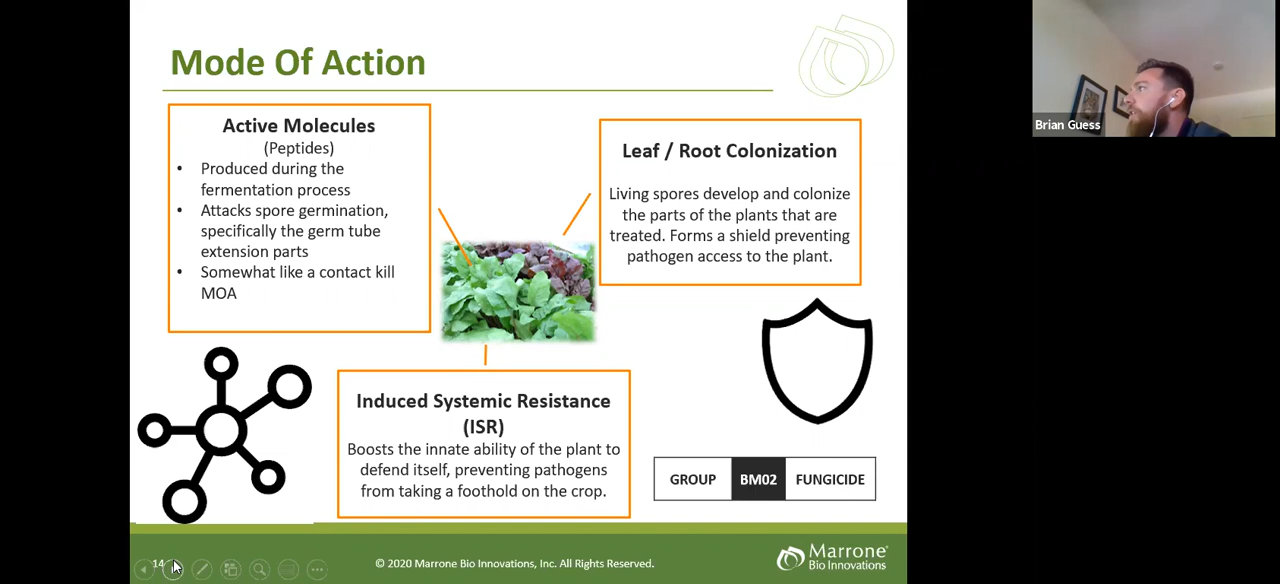 Mode Of Action
Active Molecules
(Peptides)
• Produced during the
fermentation process
• Attacks spore germination,
specifically the germ tube
extension parts
• Somewhat like a contact kill
MOA
Leaf / Root Colonization
Living spores develop and colonize
the parts of the plants that are
treated. Forms a shield preventing
pathogen access to the plant.
Induced Systemic Resistance
(ISR)
Boosts the innate ability of the plant to
defend itself, preventing pathogens
from taking a foothold on the crop.
GROUP BM02 FUNGICIDE
14
© 2020 Marrone Bio Innovations, Inc. All Rights Reserved.
Marrone®
Bio Innovations
Brian Guess